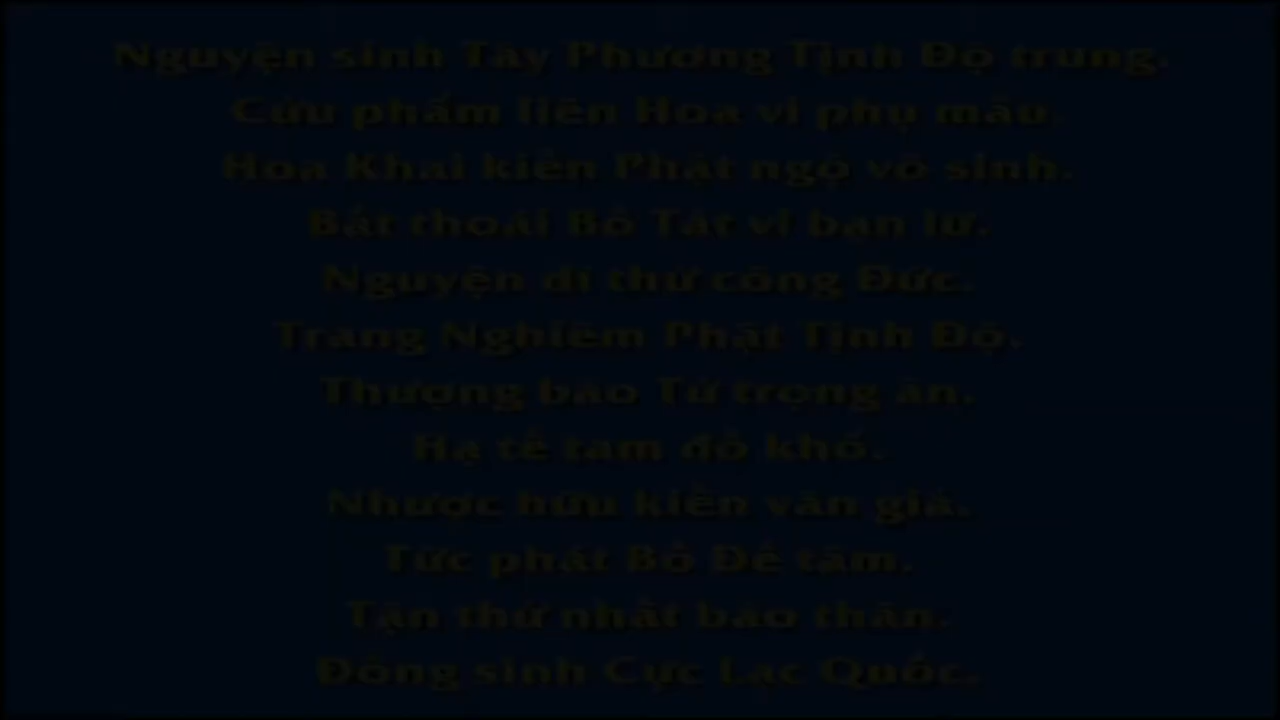 Nguyện sinh Tây Phương Tịnh Độ trung.
Cửu phẩm liên Hoa vi phụ mẫu.
Hoa Khai kiến Phật ngộ vô sinh.
Bất thoái Bồ Tát vi bạn lữ.
Nguyện dĩ thử công Đức.
Trang Nghiêm Phật Tịnh Độ.
Thượng báo Tứ trọng ân.
Hạ tế tam đồ khổ.
Nhược hữu kiến văn giả.
Tức phát Bồ Đề tâm.
Tận thử nhất báo thân.
Đồng sinh Cực Lạc Quốc.